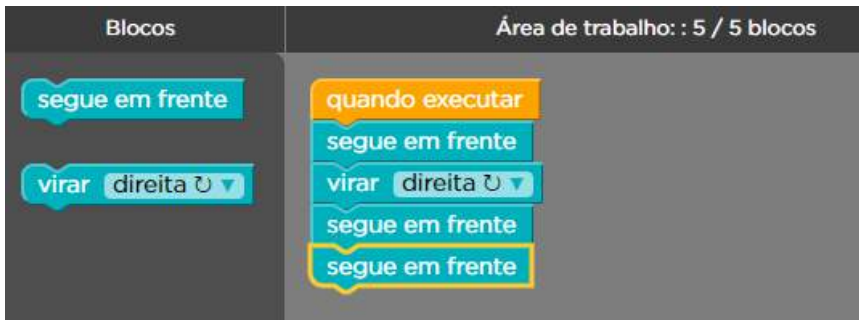 Blocos
Área de trabalho: : 5 / 5 blocos
segue em frente
virar direita ↻ ▼
quando executar
segue em frente
virar direita ↻ ▼
segue em frente
segue em frente